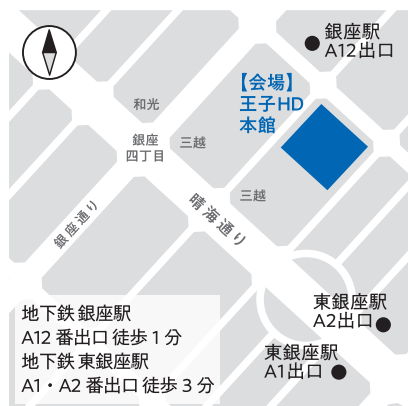 銀座駅
A12出口
【会場】
王子HD
本館
和光
銀座
四丁目
三越
三越
晴海通り
銀座通り
東銀座駅
A2出口
東銀座駅
A1出口
地下鉄 銀座駅
A12 番出口 徒歩 1 分
地下鉄 東銀座駅
A1・A2 番出口 徒歩 3 分